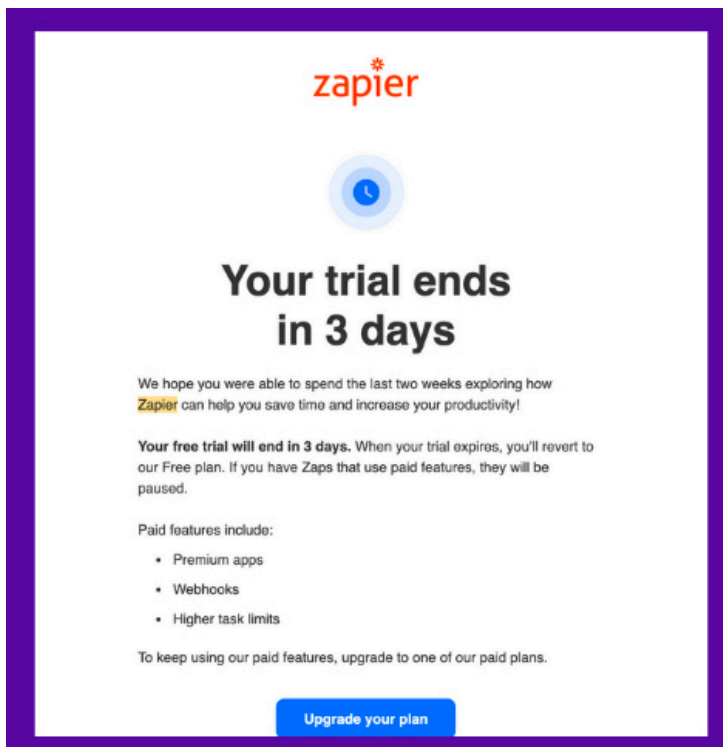 zapier
Your trial ends
in 3 days
We hope you were able to spend the last two weeks exploring how
Zapier can help you save time and increase your productivity!
Your free trial will end in 3 days. When your trial expires, you'll revert to
our Free plan. If you have Zaps that use paid features, they will be
paused.
Paid features include:
• Premium apps
• Webhooks
• Higher task limits
To keep using our paid features, upgrade to one of our paid plans.
Upgrade your plan